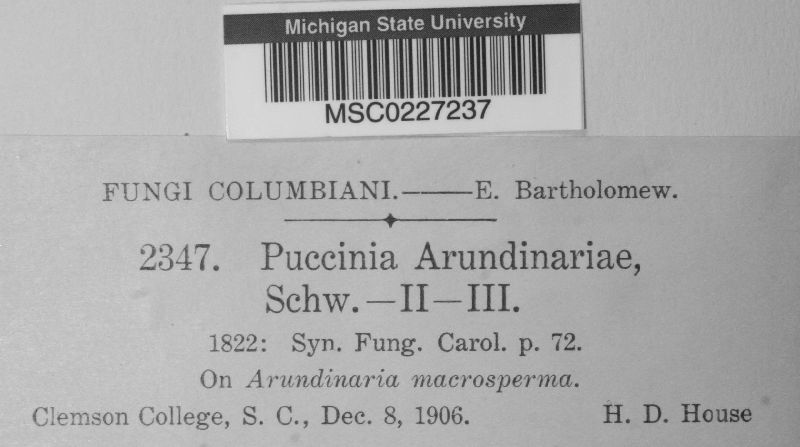 Michigan State University
MSC0227237
FUNGI COLUMBIANI.———E. Bartholomew.
2347. Puccinia Arundinariae,
Schw.—II—III.
1822: Syn. Fung. Carol. p. 72.
On Arundinaria macrosperma.
Clemson College, S. C., Dec. 8, 1906. H. D. House